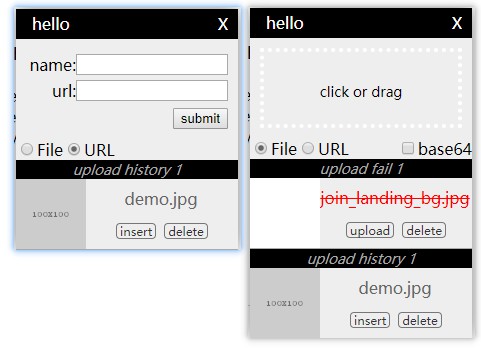 hello X
name:
url:
submit
File URL
upload history 1
100X100
demo.jpg
insert delete
hello X
click or drag
File URL base64
upload fail 1
join_landing_bg.jpg
upload delete
upload history 1
100X100
demo.jpg
insert delete